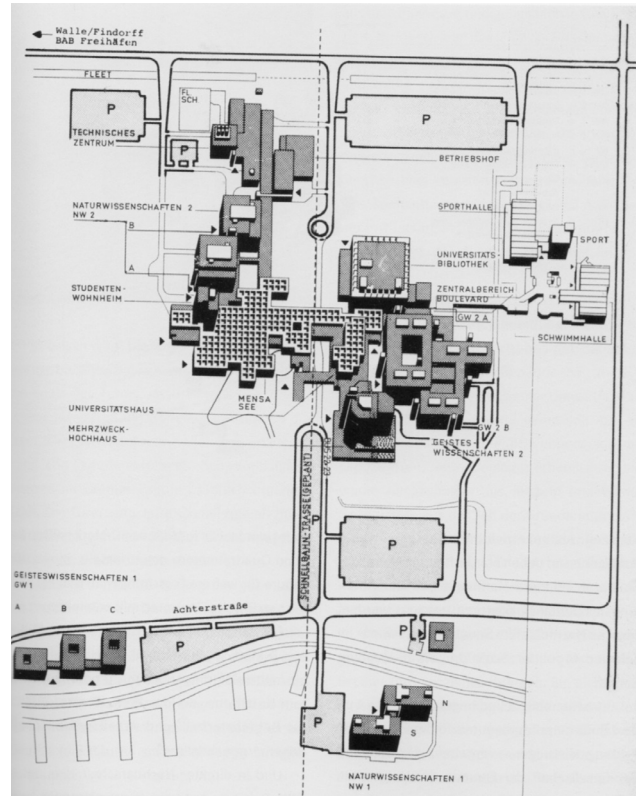 Walle/Findorff
BAB Freihäfen
FLEET
P
FL
SCH
P
TECHNISCHES
ZENTRUM
P
BETRIEBSHOF
NATURWISSENSCHAFTEN 2
NW 2
B
A
SPORTHALLE
SPORT
UNIVERSITÄTS
BIBLIOTHEK
STUDENTEN-
WOHNHEIM
ZENTRALBEREICH
BOULEVARD
GW 2 A
SCHWIMMHALLE
MENSA
SEE
UNIVERSITÄTSHAUS
MEHRZWECK-
HOCHHAUS
GW 2 B
GEISTES-
WISSENSCHAFTEN 2
SCHNELLBAHN-TRASSE (GEPLANT)
P
P
GEISTESWISSENSCHAFTEN 1
GW 1
A B C
Achterstraße
P
P
P
N
S
NATURWISSENSCHAFTEN 1
NW 1